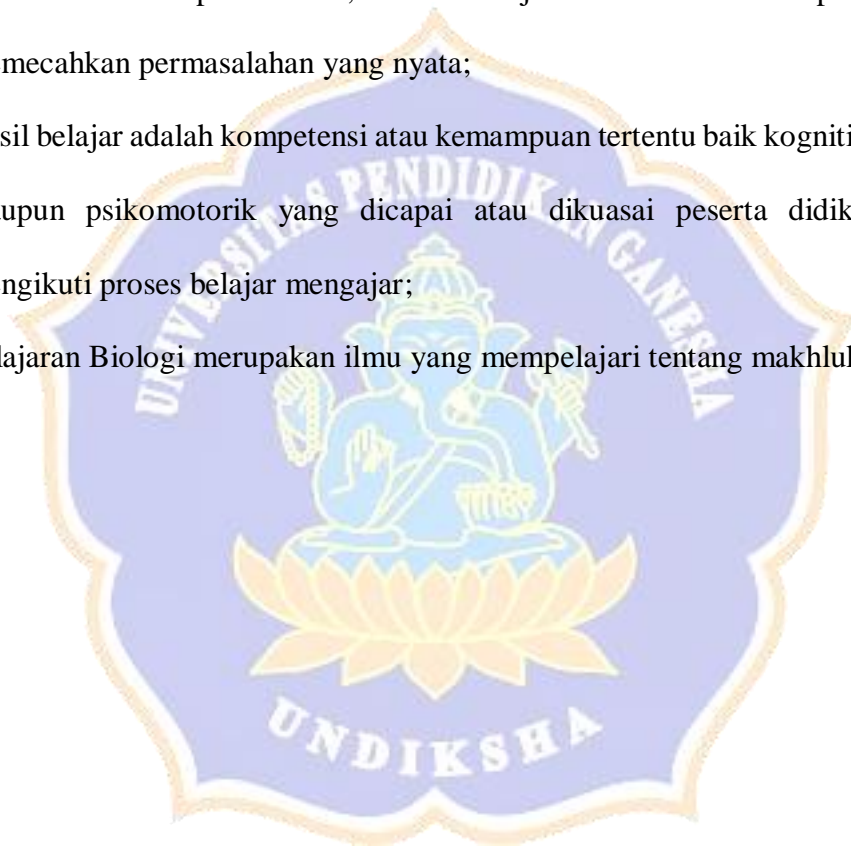 mecahkan permasalahan yang nyata;
sil belajar adalah kompetensi atau kemampuan tertentu baik kogniti
upun psikomotorik yang dicapai atau dikuasai peserta didik
ngikuti proses belajar mengajar;
lajaran Biologi merupakan ilmu yang mempelajari tentang makhlu
UNIVERSITAS PENDIDIKAN GANESHA
UNDIKSHA